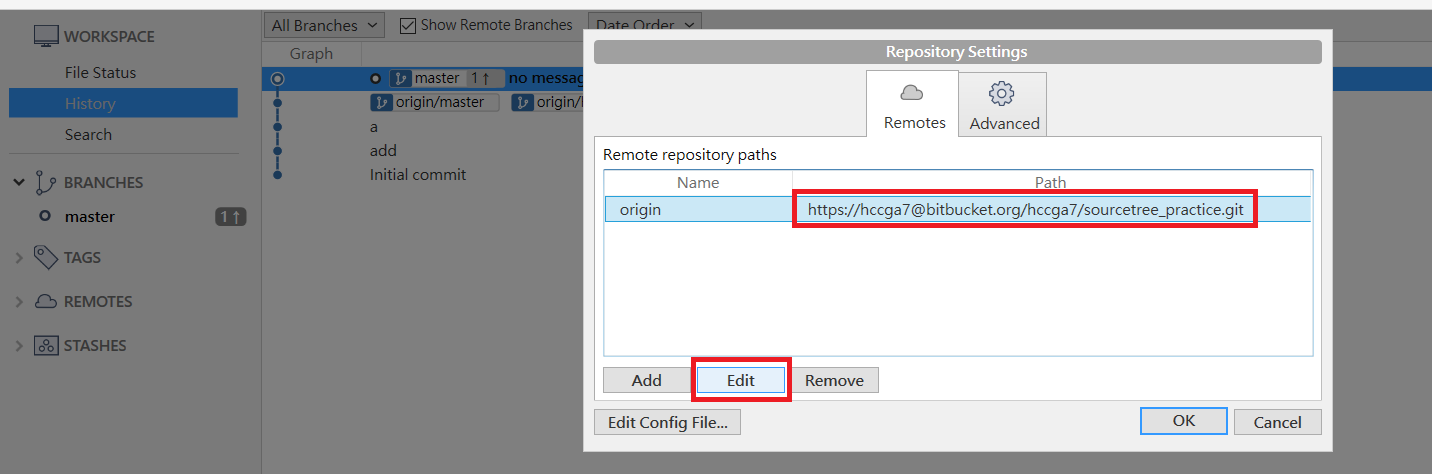 WORKSPACE
File Status
History
Search
BRANCHES
master 1↑
TAGS
REMOTES
STASHES
All Branches Show Remote Branches Date Order
Graph
master 1↑ no messag
origin/master origin/
a
add
Initial commit
Repository Settings
Remotes Advanced
Remote repository paths
Name Path
origin https://hccga7@bitbucket.org/hccga7/sourcetree_practice.git
Add Edit Remove
Edit Config File... OK Cancel